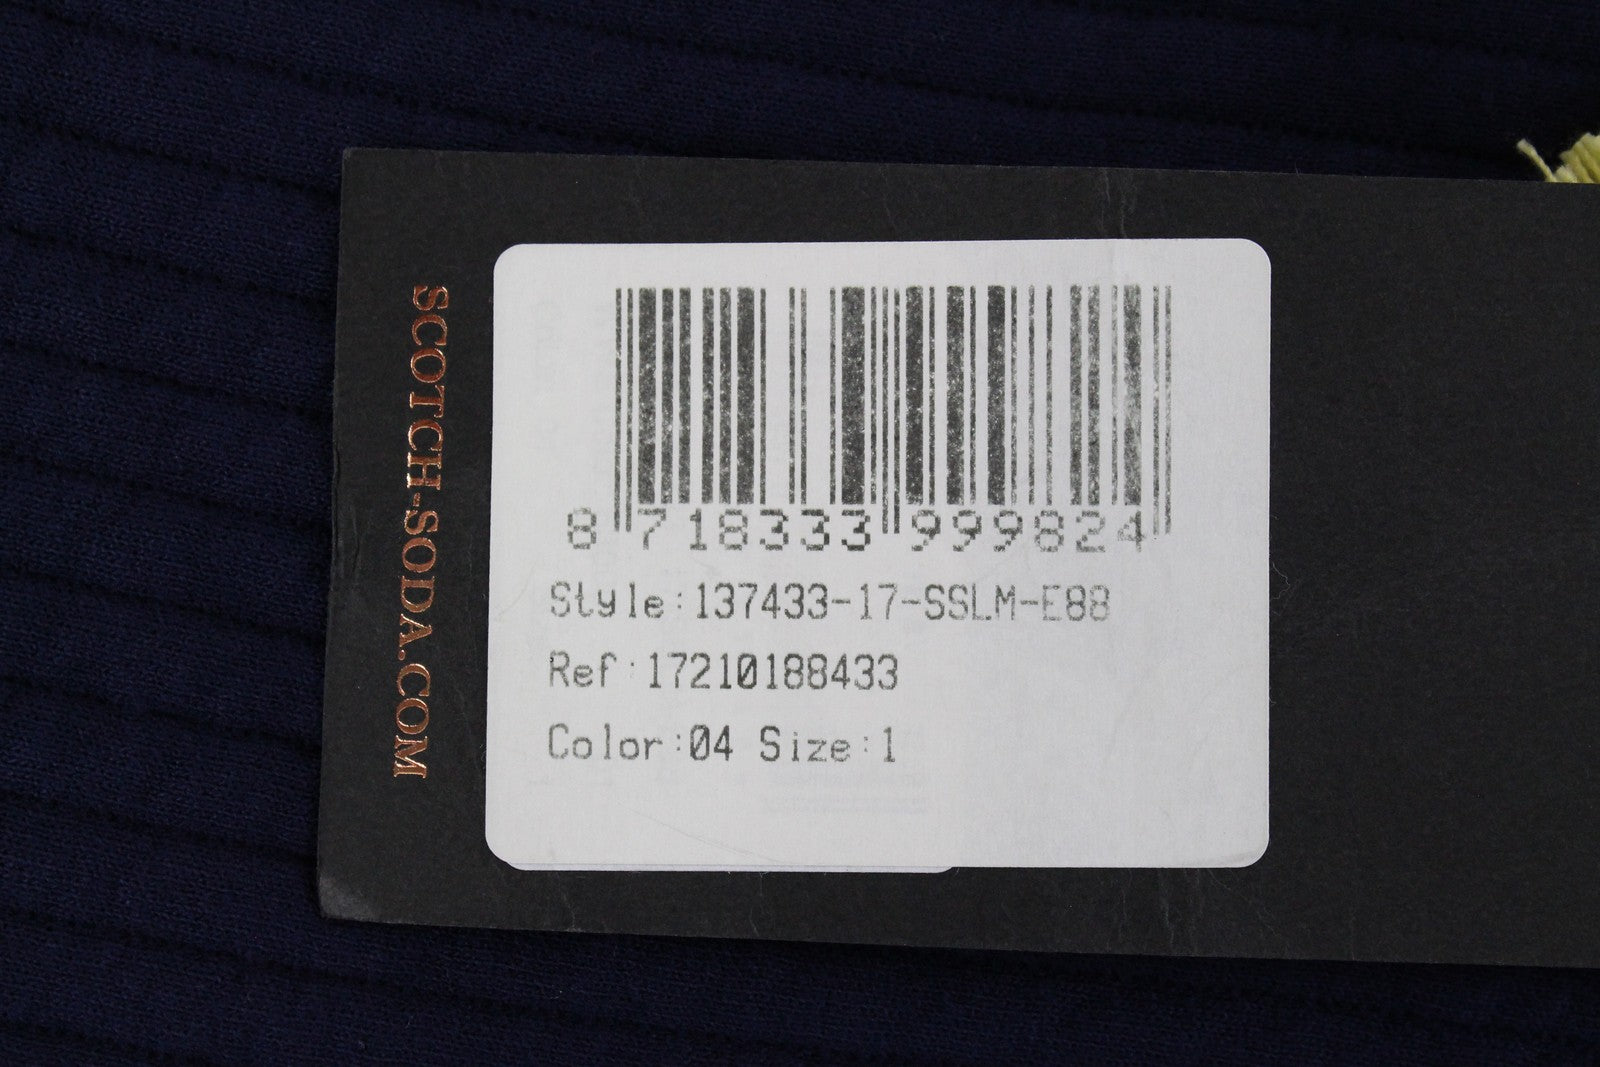 SCOTCH-SODA.COM
8 718333 999824
Style:137433-17-SSLM-E88
Ref:17210188433
Color:04 Size:1